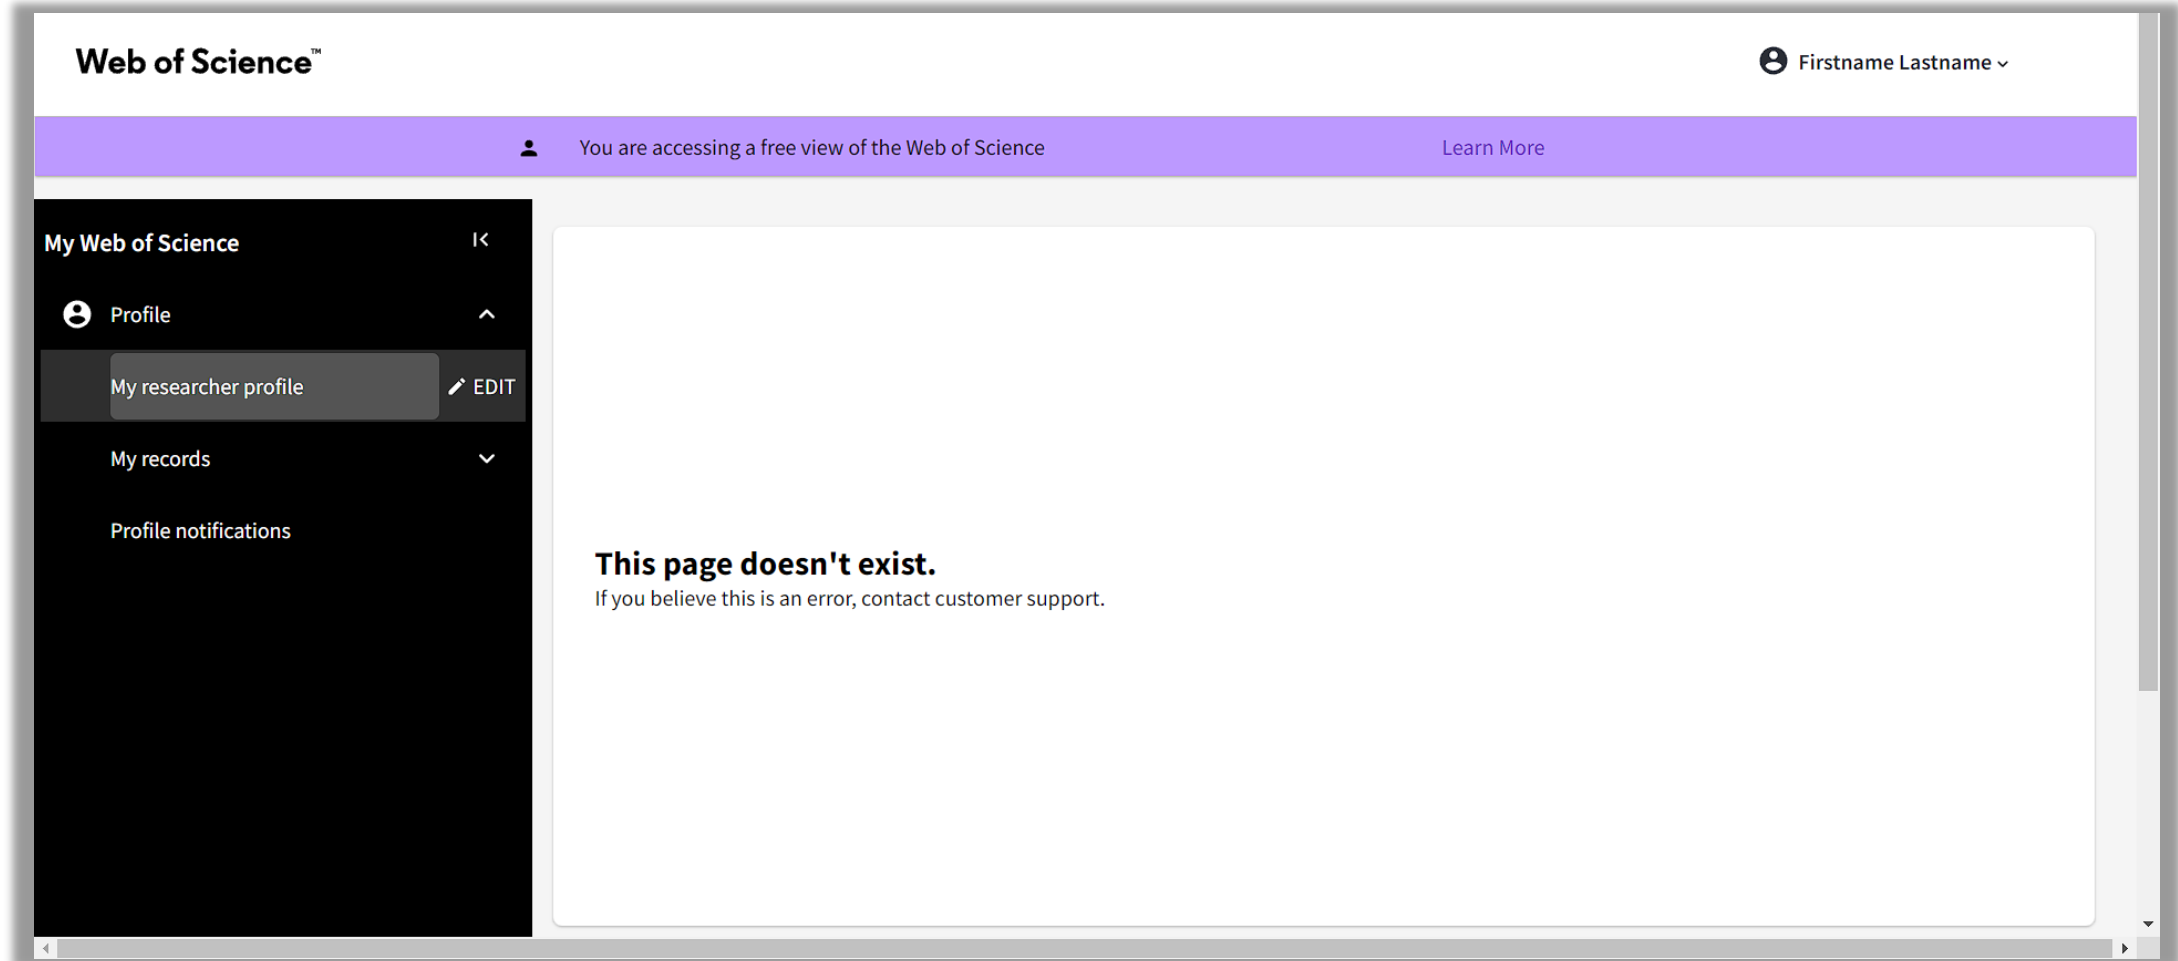 Web of Science™
Firstname Lastname
You are accessing a free view of the Web of Science
Learn More
My Web of Science
Profile
My researcher profile
EDIT
My records
Profile notifications
This page doesn't exist.
If you believe this is an error, contact customer support.